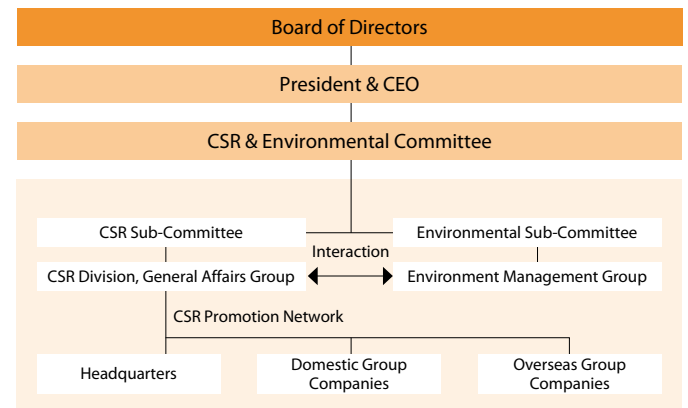 Board of Directors
President & CEO
CSR & Environmental Committee
CSR Sub-Committee
Environmental Sub-Committee
Interaction
CSR Division, General Affairs Group
Environment Management Group
CSR Promotion Network
Headquarters
Domestic Group
Companies
Overseas Group
Companies